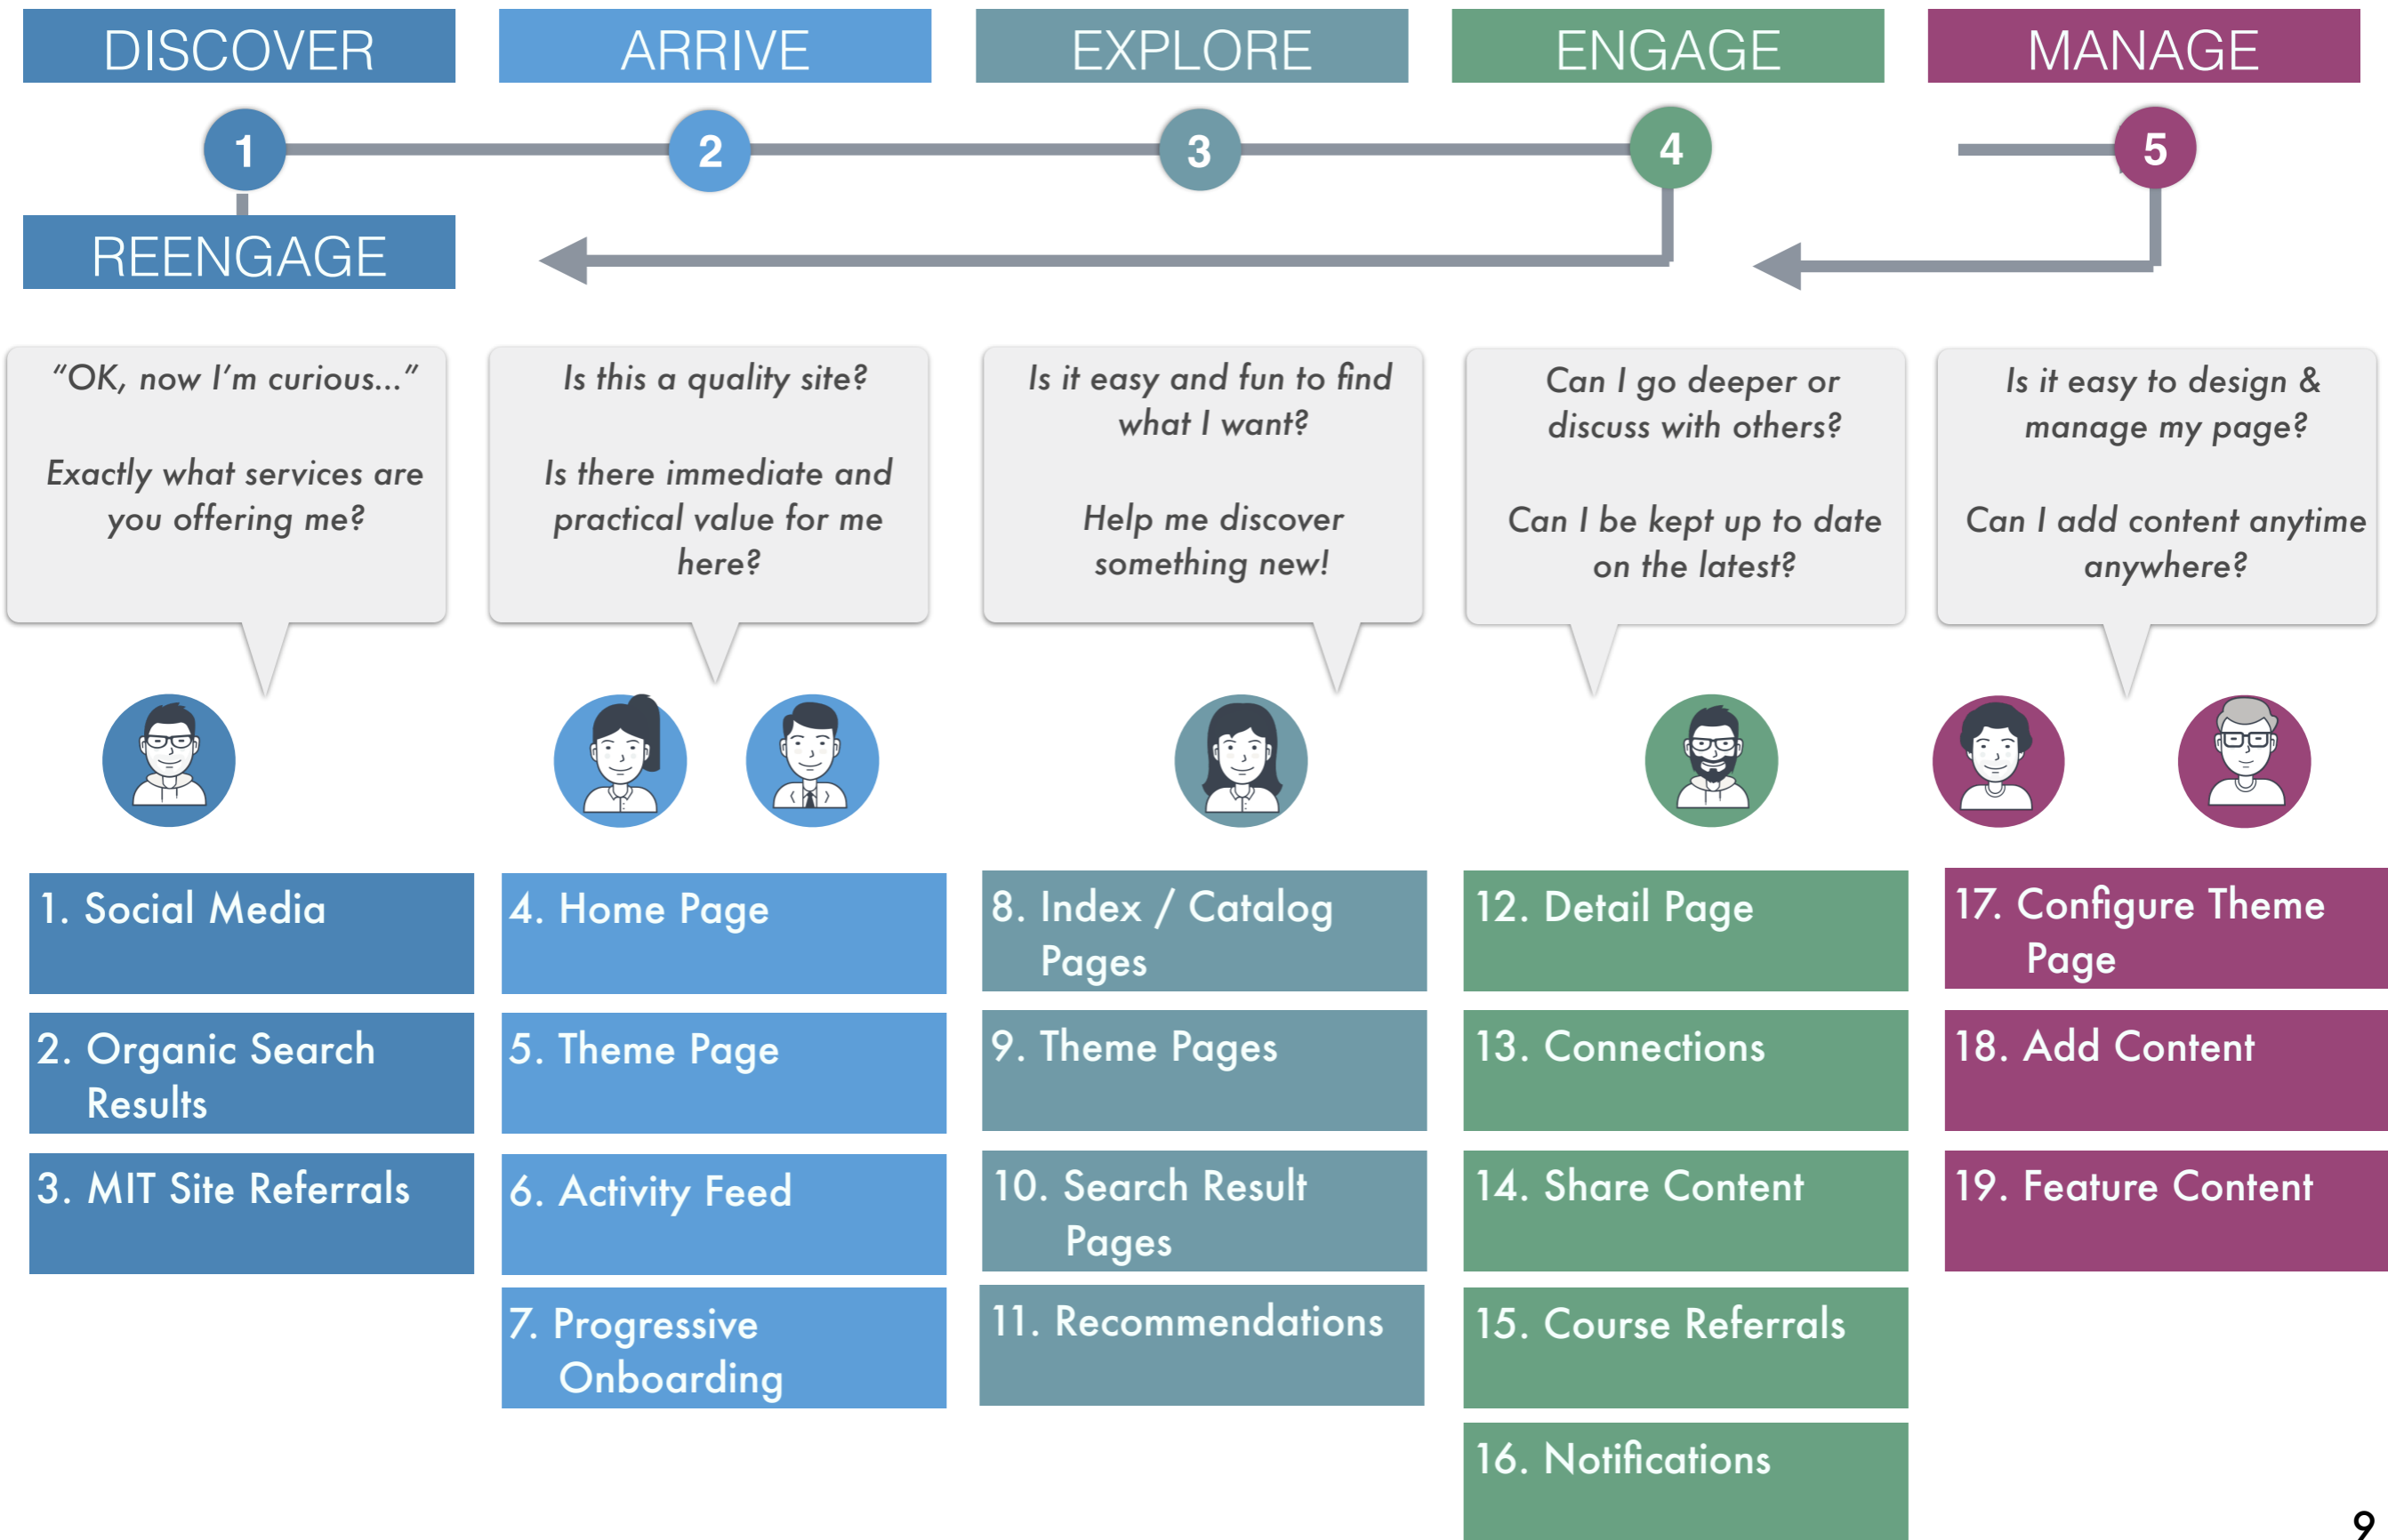 DISCOVER
ARRIVE
EXPLORE
ENGAGE
MANAGE
1
2
3
4
5
REENGAGE
“OK, now I’m curious...”
Exactly what services are
you offering me?
Is this a quality site?
Is there immediate and
practical value for me
here?
Is it easy and fun to find
what I want?
Help me discover
something new!
Can I go deeper or
discuss with others?
Can I be kept up to date
on the latest?
Is it easy to design &
manage my page?
Can I add content anytime
anywhere?
1. Social Media
2. Organic Search
Results
3. MIT Site Referrals
4. Home Page
5. Theme Page
6. Activity Feed
7. Progressive
Onboarding
8. Index / Catalog
Pages
9. Theme Pages
10. Search Result
Pages
11. Recommendations
12. Detail Page
13. Connections
14. Share Content
15. Course Referrals
16. Notifications
17. Configure Theme
Page
18. Add Content
19. Feature Content
9